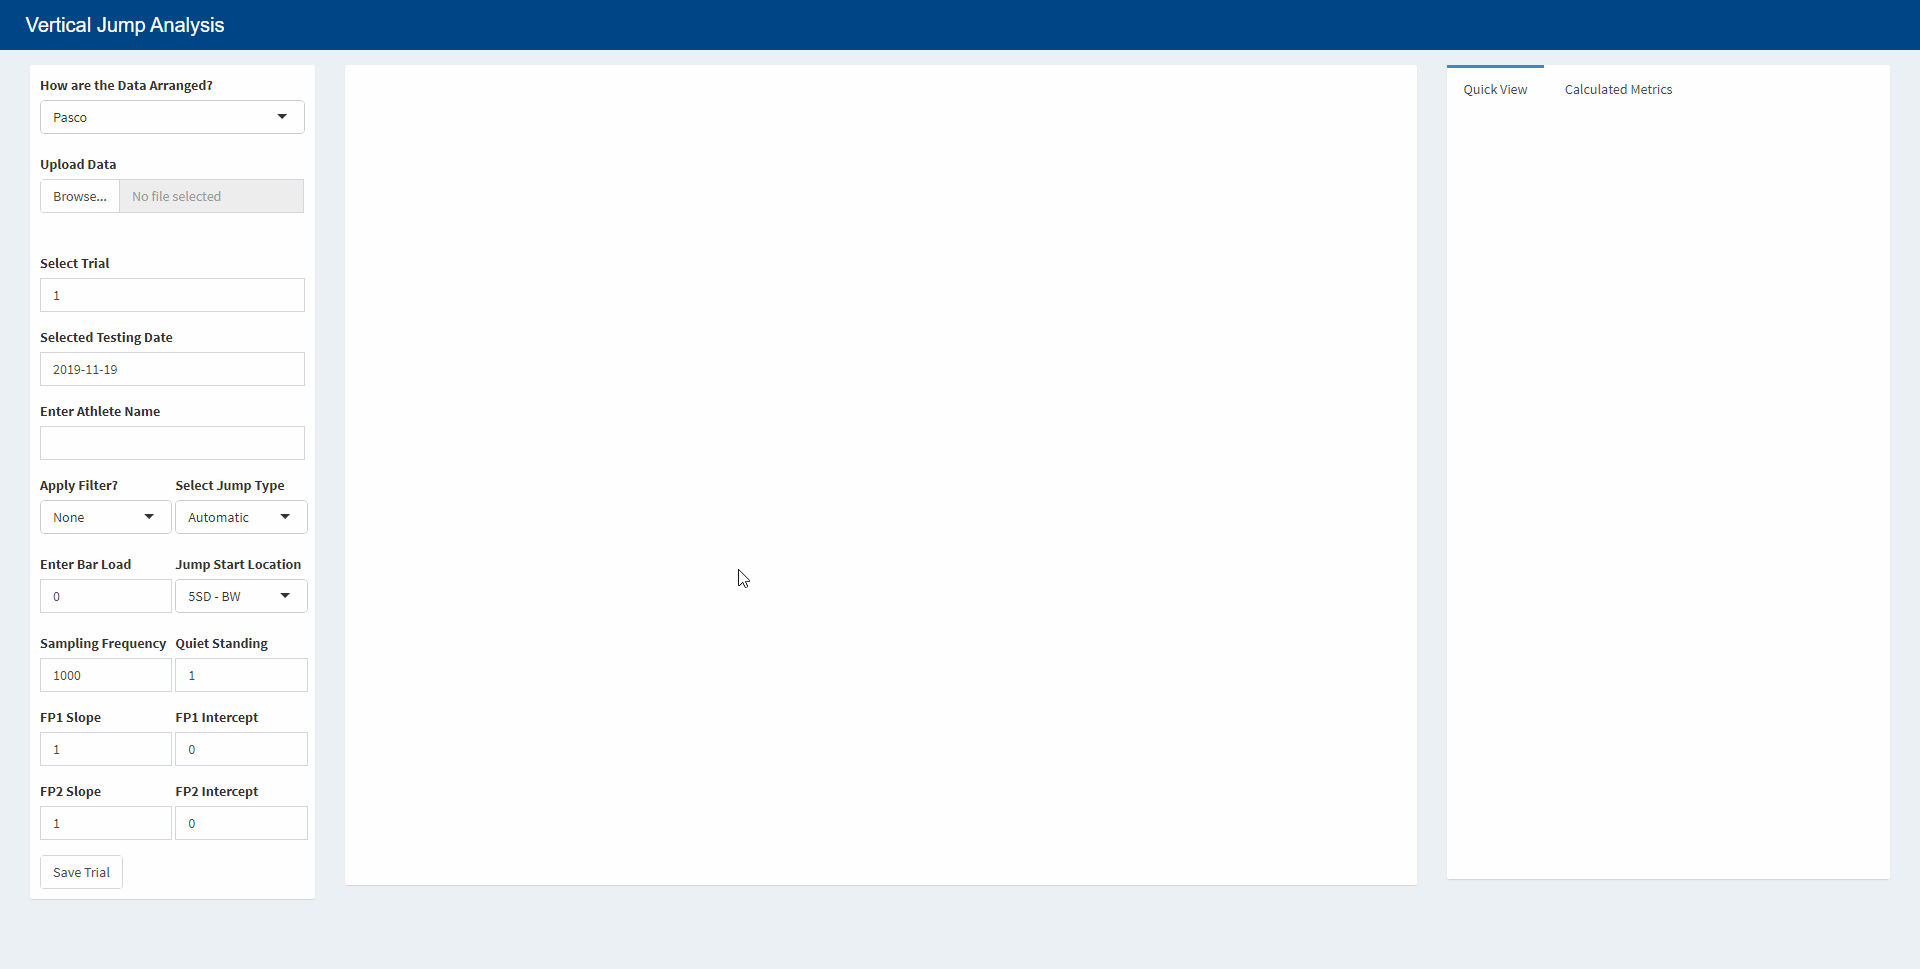 Vertical Jump Analysis
How are the Data Arranged?
Pasco
Upload Data
Browse... No file selected
Select Trial
1
Selected Testing Date
2019-11-19
Enter Athlete Name
Apply Filter? Select Jump Type
None Automatic
Enter Bar Load Jump Start Location
0 5SD - BW
Sampling Frequency Quiet Standing
1000 1
FP1 Slope FP1 Intercept
1 0
FP2 Slope FP2 Intercept
1 0
Save Trial
Quick View Calculated Metrics